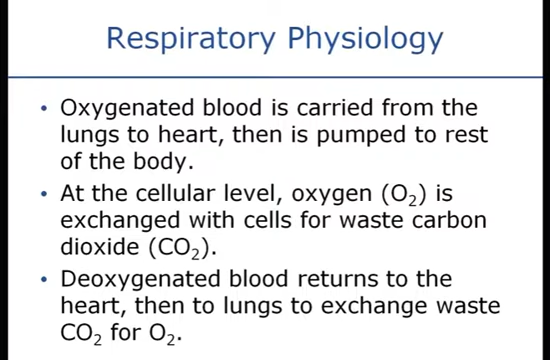 Respiratory Physiology
• Oxygenated blood is carried from the
lungs to heart, then is pumped to rest
of the body.
• At the cellular level, oxygen (O₂) is
exchanged with cells for waste carbon
dioxide (CO₂).
• Deoxygenated blood returns to the
heart, then to lungs to exchange waste
CO₂ for O₂.